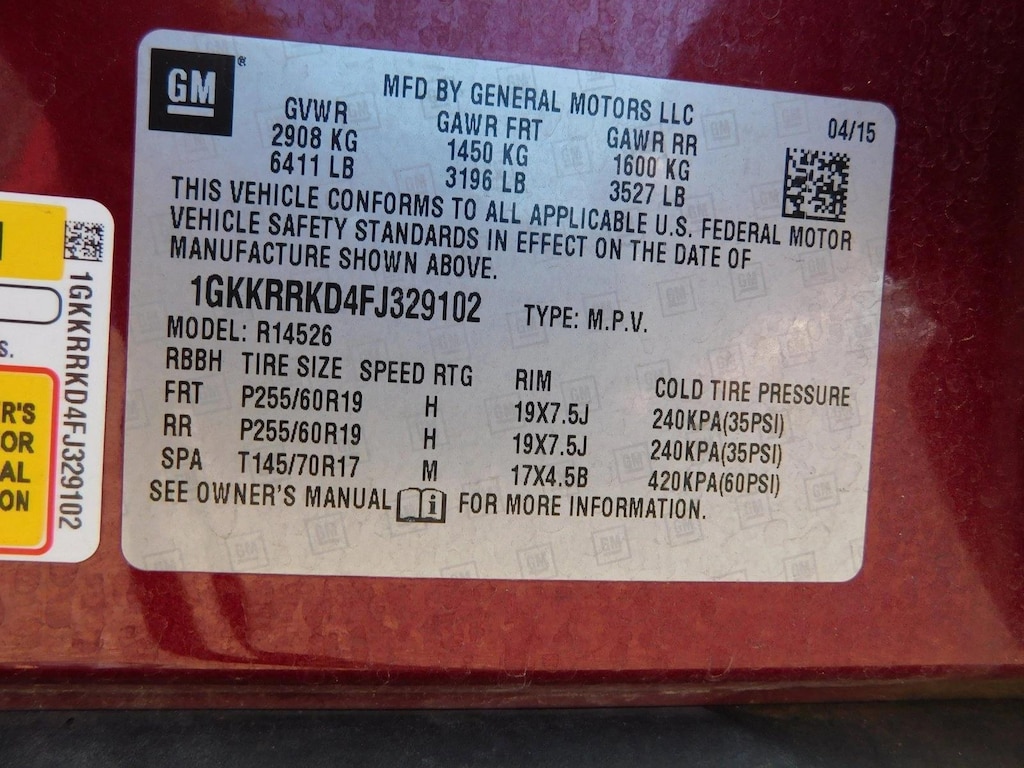 GM®
MFD BY GENERAL MOTORS LLC
04/15
GVWR GAWR FRT GAWR RR
2908 KG 1450 KG 1600 KG
6411 LB 3196 LB 3527 LB
THIS VEHICLE CONFORMS TO ALL APPLICABLE U.S. FEDERAL MOTOR
VEHICLE SAFETY STANDARDS IN EFFECT ON THE DATE OF
MANUFACTURE SHOWN ABOVE.
1GKKRRKD4FJ329102 TYPE: M.P.V.
MODEL: R14526
RBBH TIRE SIZE SPEED RTG RIM COLD TIRE PRESSURE
FRT P255/60R19 H 19X7.5J 240KPA(35PSI)
RR P255/60R19 H 19X7.5J 240KPA(35PSI)
SPA T145/70R17 M 17X4.5B 420KPA(60PSI)
SEE OWNER'S MANUAL FOR MORE INFORMATION.
1GKKRRKD4FJ329102
S.
ER'S
OR
AL
ON